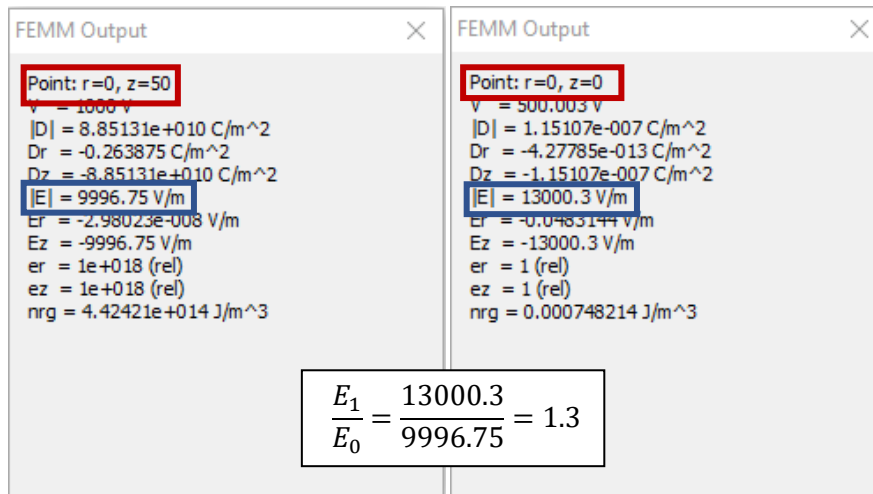 FEMM Output
Point: r=0, z=50
V = 1000 V
|D| = 8.85131e+010 C/m^2
Dr = -0.263875 C/m^2
Dz = -8.85131e+010 C/m^2
|E| = 9996.75 V/m
Er = -2.98023e-008 V/m
Ez = -9996.75 V/m
er = 1e+018 (rel)
ez = 1e+018 (rel)
nrg = 4.42421e+014 J/m^3
FEMM Output
Point: r=0, z=0
V = 500.003 V
|D| = 1.15107e-007 C/m^2
Dr = -4.27785e-013 C/m^2
Dz = -1.15107e-007 C/m^2
|E| = 13000.3 V/m
Er = -0.0483144 V/m
Ez = -13000.3 V/m
er = 1 (rel)
ez = 1 (rel)
nrg = 0.000748214 J/m^3
E₁/E₀ = 13000.3/9996.75 = 1.3